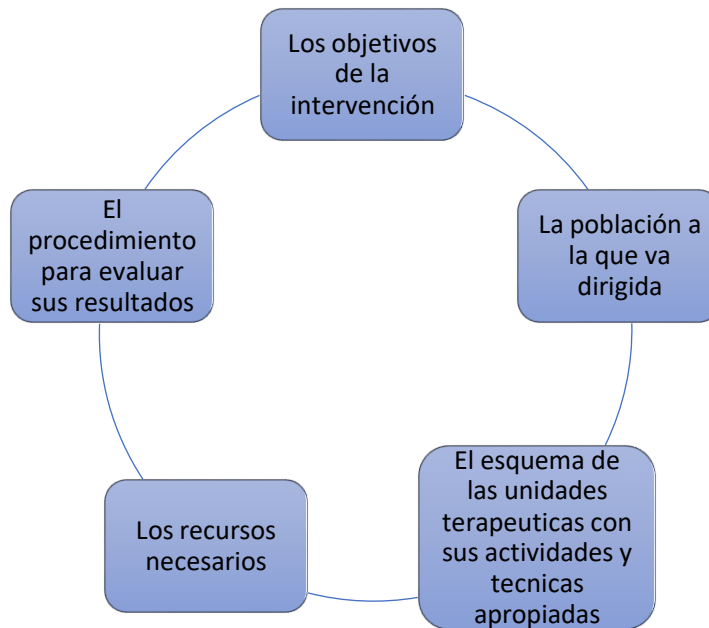 Los objetivos
de la
intervención
La población a
la que va
dirigida
El esquema de
las unidades
terapeuticas con
sus actividades y
tecnicas
apropiadas
Los recursos
necesarios
El
procedimiento
para evaluar
sus resultados